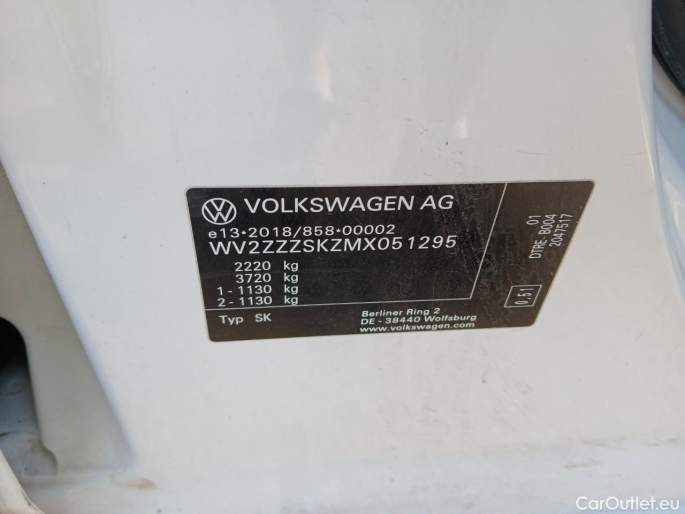 VOLKSWAGEN AG
e13*2018/858*00002
WV2ZZZSKZMX051295
2220 kg
3720 kg
1 - 1130 kg
2 - 1130 kg
Typ SK
Berliner Ring 2
DE - 38440 Wolfsburg
www.volkswagen.com
01
DTRE-B004
2047517
0,51
CarOutlet.eu